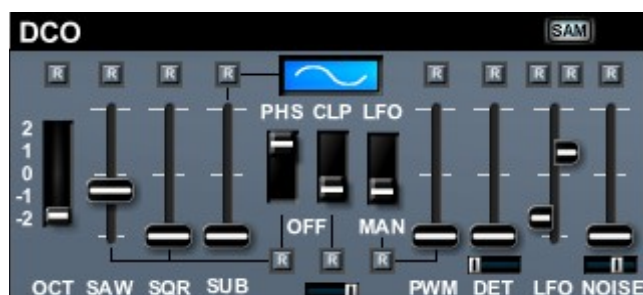 DCO SAM
R R R R R R R R R
PHS CLP LFO
2
1
0
-1
-2
OFF MAN
R R R
OCT SAW SQR SUB PWM DET LFO NOISE